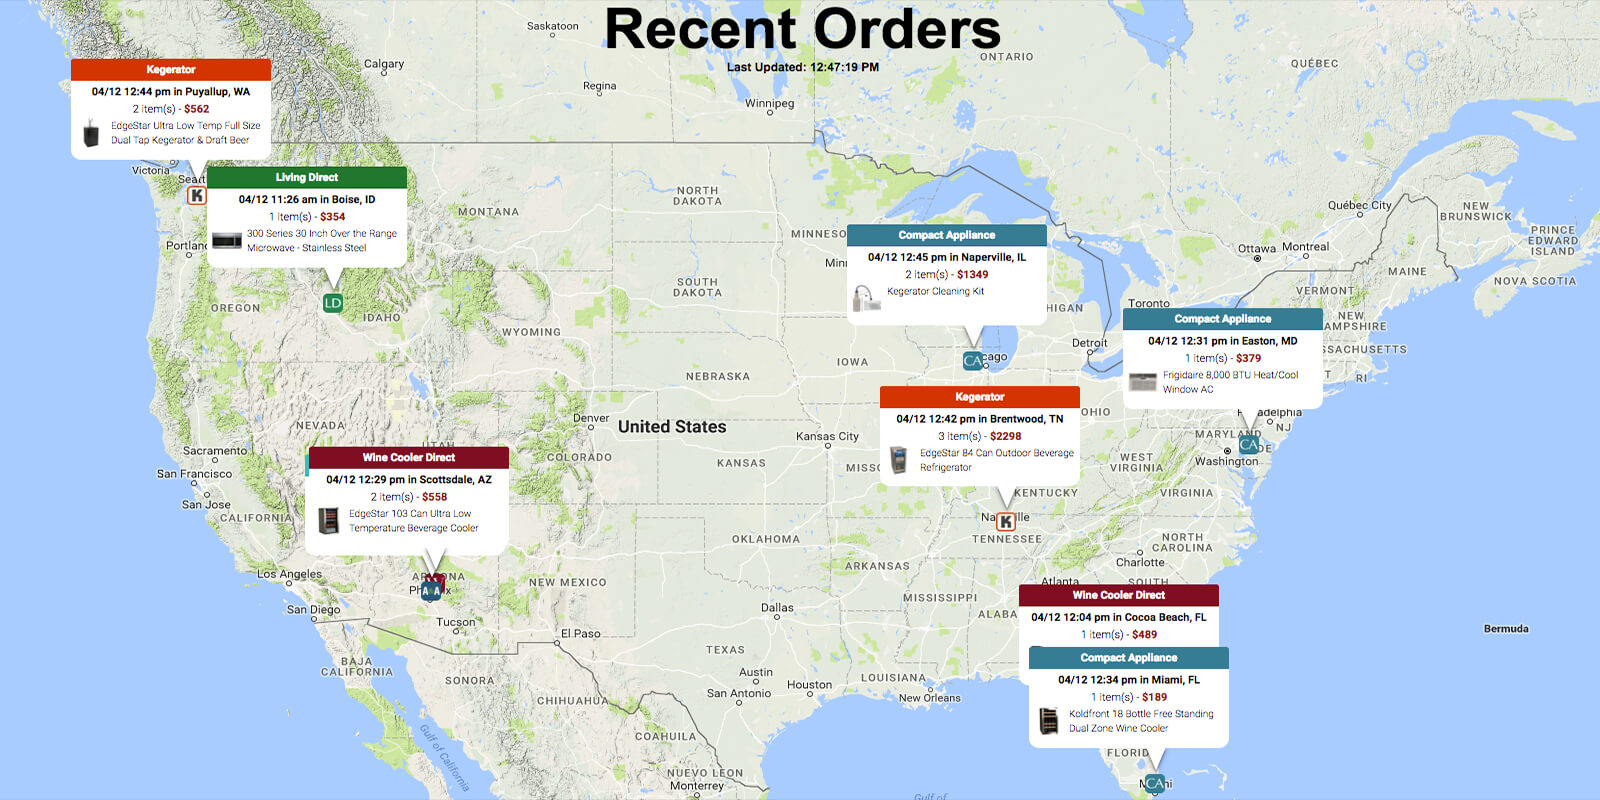 Recent Orders
Last Updated: 12:47:19 PM
Saskatoon
Calgary
Regina
Winnipeg
ONTARIO
QUÉBEC
Kegerator
04/12 12:44 pm in Puyallup, WA
2 item(s) - $562
EdgeStar Ultra Low Temp Full Size
Dual Tap Kegerator & Draft Beer
Victoria
K
Living Direct
04/12 11:26 am in Boise, ID
1 item(s) - $354
300 Series 30 Inch Over the Range
Microwave - Stainless Steel
LD
Portland
OREGON
IDAHO
MONTANA
NORTH
DAKOTA
SOUTH
DAKOTA
WYOMING
NEBRASKA
IOWA
Compact Appliance
04/12 12:45 pm in Naperville, IL
2 item(s) - $1349
Kegerator Cleaning Kit
CA
Detroit
Toronto
Ottawa
Montreal
Québec City
NEW
BRUNSWICK
PRINCE
EDWARD
ISLAND
NOVA SCOTIA
MAINE
VERMONT
NEW
Compact Appliance
04/12 12:31 pm in Easton, MD
1 item(s) - $379
Frigidaire 8,000 BTU Heat/Cool
Window AC
CA
RI
NJ
MARYLAND
DE
Washington
WEST
VIRGINIA
VIRGINIA
OHIO
Kegerator
04/12 12:42 pm in Brentwood, TN
3 item(s) - $2298
EdgeStar 84 Can Outdoor Beverage
Refrigerator
K
KENTUCKY
TENNESSEE
United States
Denver
Kansas City
KANSAS
COLORADO
UTAH
NEVADA
Sacramento
San Francisco
San Jose
CALIFORNIA
Wine Cooler Direct
04/12 12:29 pm in Scottsdale, AZ
2 item(s) - $558
EdgeStar 103 Can Ultra Low
Temperature Beverage Cooler
AA
Los Angeles
San Diego
Tucson
NEW MEXICO
El Paso
OKLAHOMA
ARKANSAS
MISSISSIPPI
Dallas
TEXAS
Austin
San Antonio
Houston
LOUISIANA
New Orleans
NORTH
CAROLINA
Charlotte
Atlanta
SOUTH
Wine Cooler Direct
04/12 12:04 pm in Cocoa Beach, FL
1 item(s) - $489
Compact Appliance
04/12 12:34 pm in Miami, FL
1 item(s) - $189
Koldfront 18 Bottle Free Standing
Dual Zone Wine Cooler
CA
Bermuda
BAJA
CALIFORNIA
SONORA
CHIHUAHUA
COAHUILA
NUEVO LEON
Monterrey
Gulf of California
Gulf of